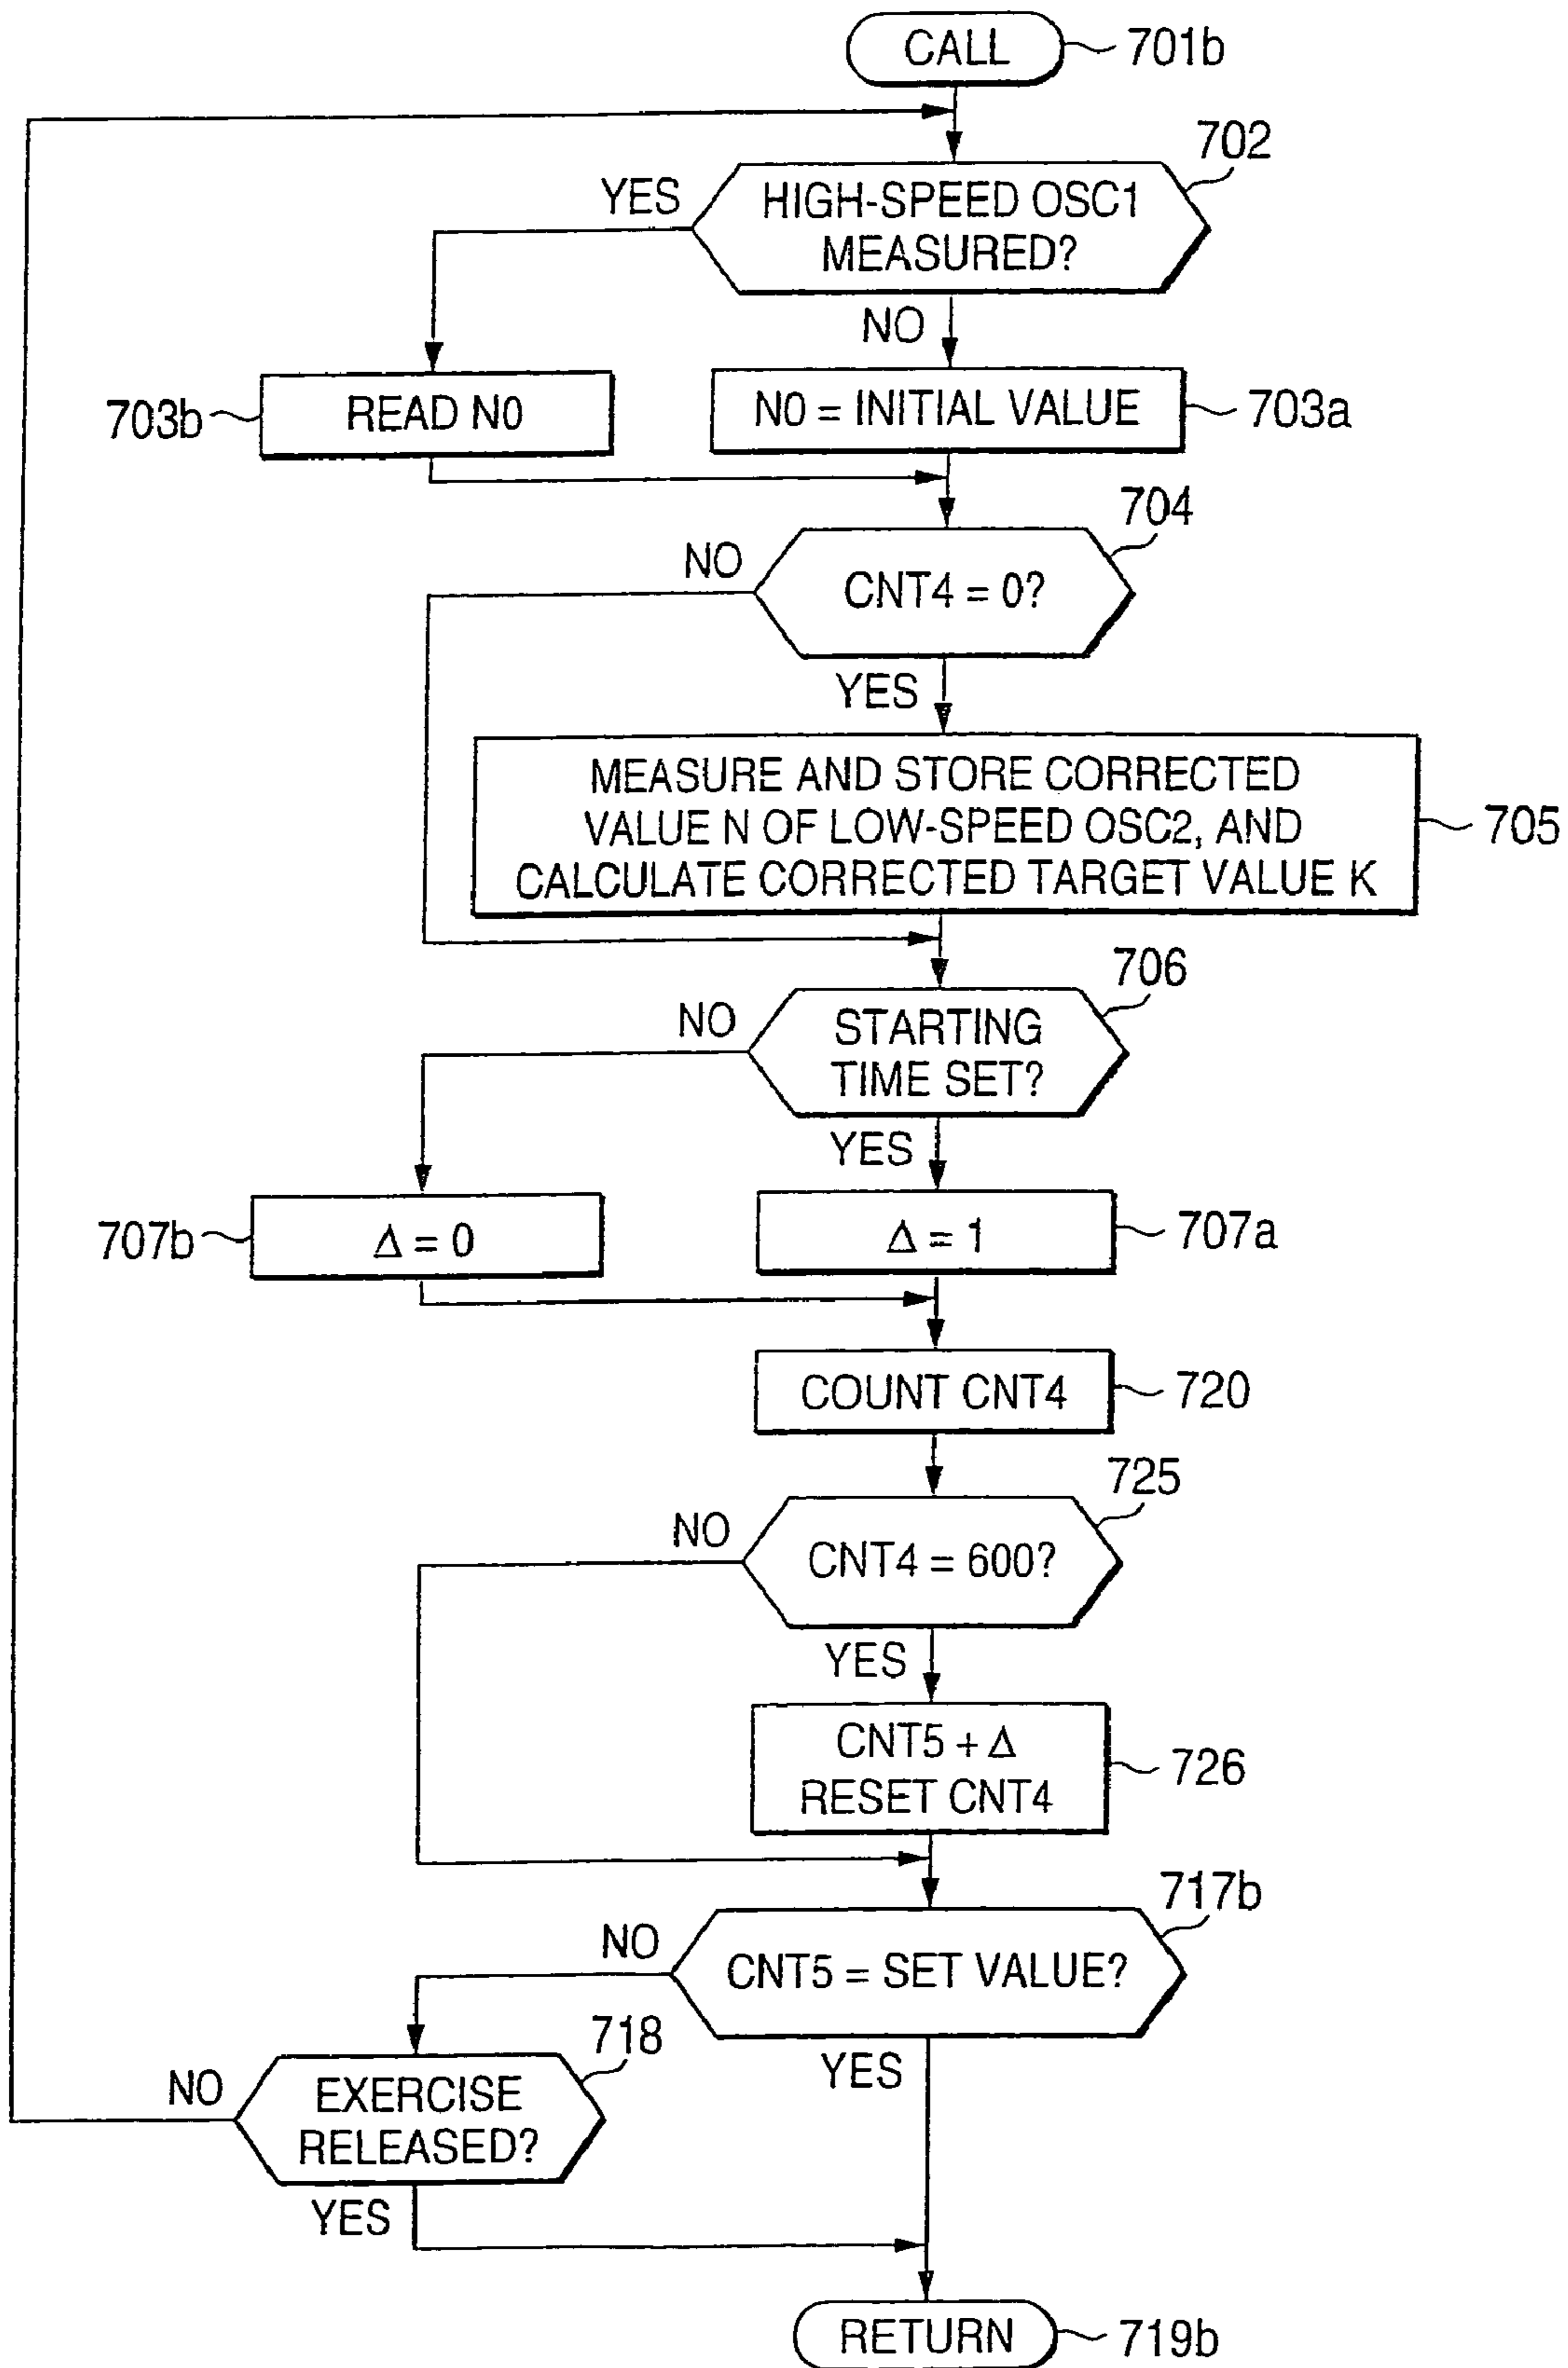 CALL
701b
702
YES
HIGH-SPEED OSC1
MEASURED?
NO
703b
READ N0
N0 = INITIAL VALUE
703a
704
NO
CNT4 = 0?
YES
MEASURE AND STORE CORRECTED
VALUE N OF LOW-SPEED OSC2, AND
CALCULATE CORRECTED TARGET VALUE K
705
706
NO
STARTING
TIME SET?
YES
707b
Δ = 0
Δ = 1
707a
COUNT CNT4
720
725
NO
CNT4 = 600?
YES
CNT5 + Δ
RESET CNT4
726
717b
NO
CNT5 = SET VALUE?
718
YES
NO
EXERCISE
RELEASED?
YES
RETURN
719b